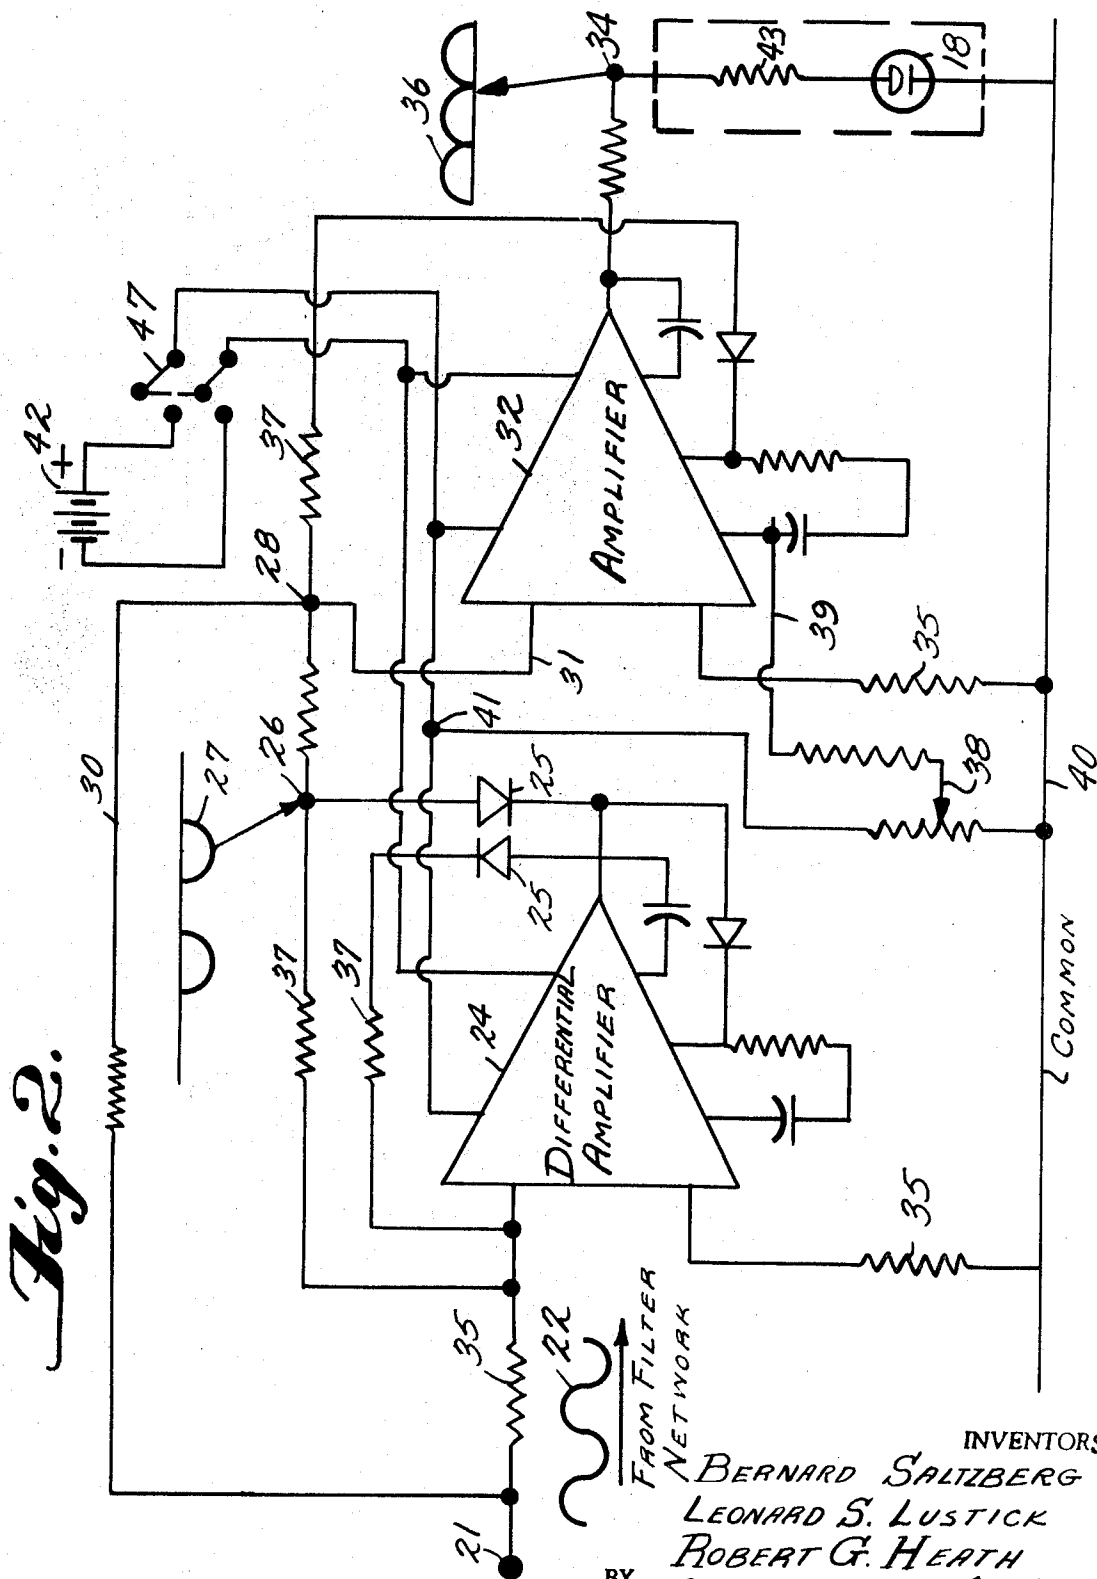 Fig. 2.
21
22
FROM FILTER
NETWORK
35
30
37
37
24
DIFFERENTIAL
AMPLIFIER
35
27
26
25
25
41
28
31
37
32
AMPLIFIER
39
35
38
40
COMMON
42
+
−
47
36
34
43
18
INVENTORS
BERNARD SALTZBERG
LEONARD S. LUSTICK
ROBERT G. HEATH
BY